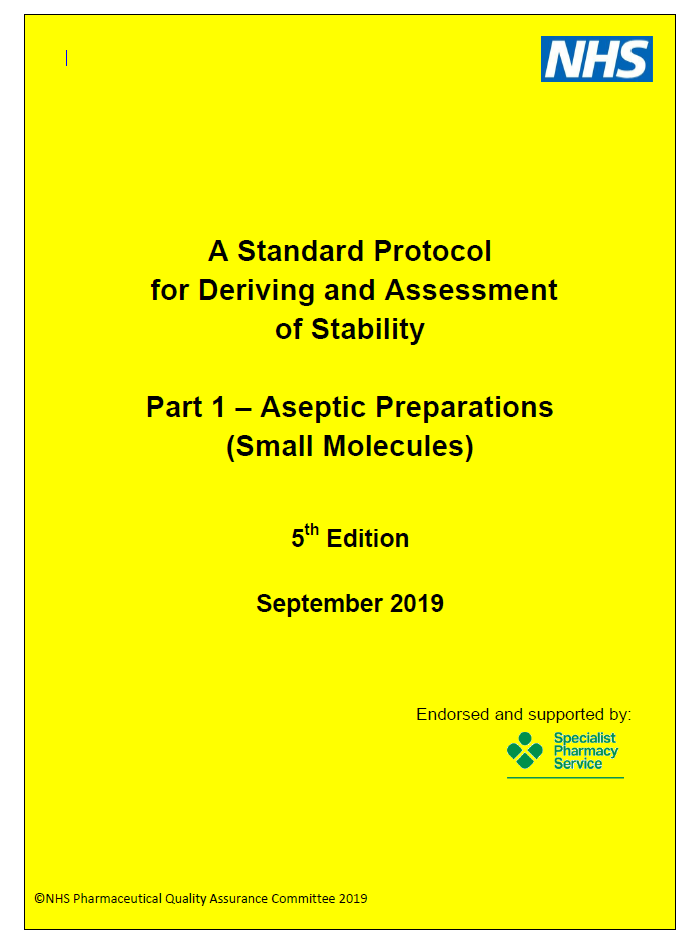 NHS
A Standard Protocol
for Deriving and Assessment
of Stability
Part 1 – Aseptic Preparations
(Small Molecules)
5th Edition
September 2019
Endorsed and supported by:
Specialist
Pharmacy
Service
©NHS Pharmaceutical Quality Assurance Committee 2019